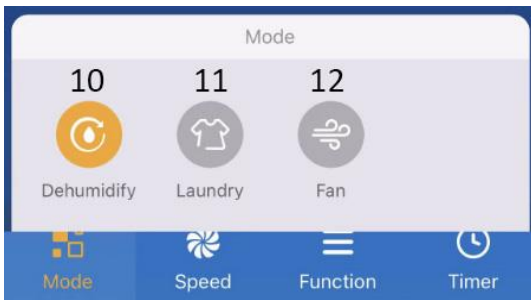 Mode
10 11 12
Dehumidify Laundry Fan
Mode Speed Function Timer